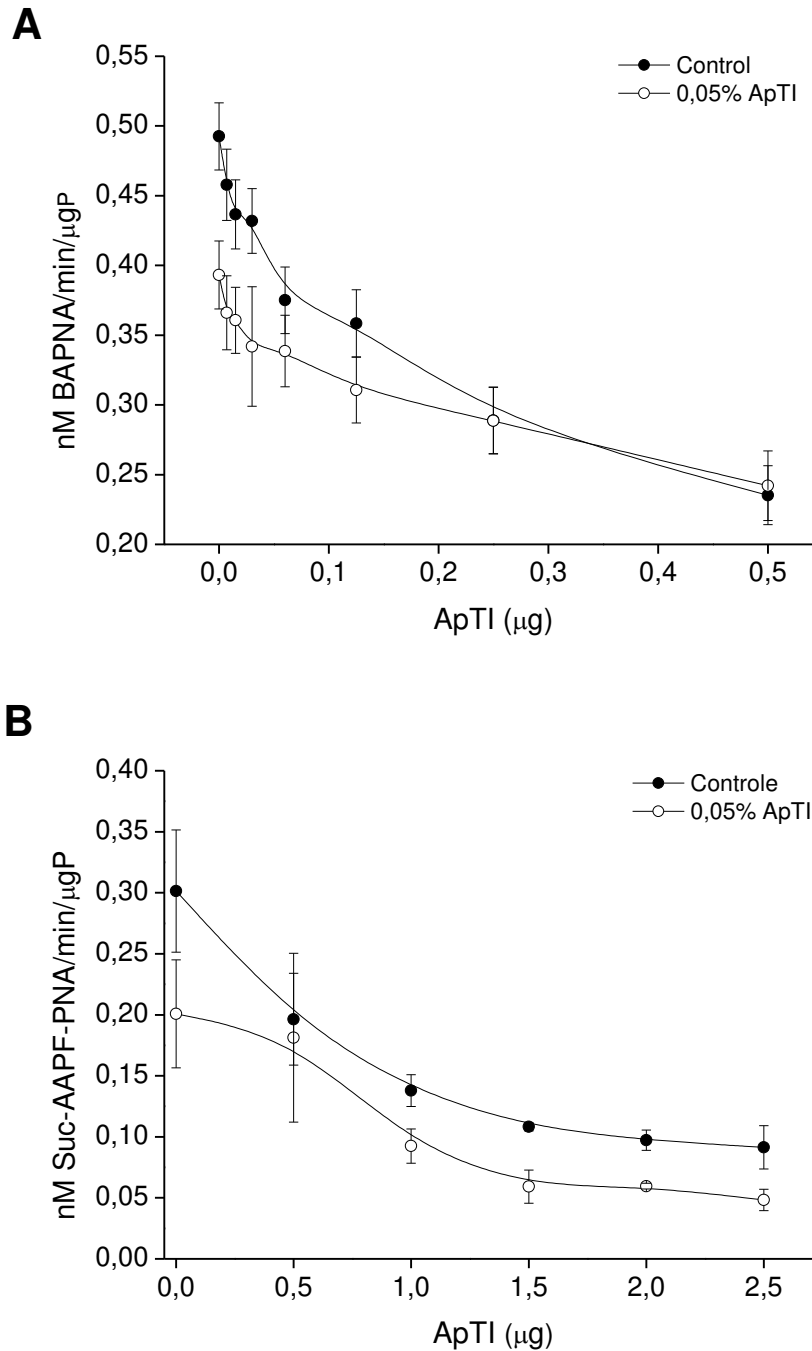 A
0,55
0,50
0,45
0,40
0,35
0,30
0,25
0,20
nM BAPNA/min/μgP
Control
0,05% ApTI
0,0 0,1 0,2 0,3 0,4 0,5
ApTI (μg)
B
0,40
0,35
0,30
0,25
0,20
0,15
0,10
0,05
0,00
nM Suc-AAPF-PNA/min/μgP
Controle
0,05% ApTI
0,0 0,5 1,0 1,5 2,0 2,5
ApTI (μg)